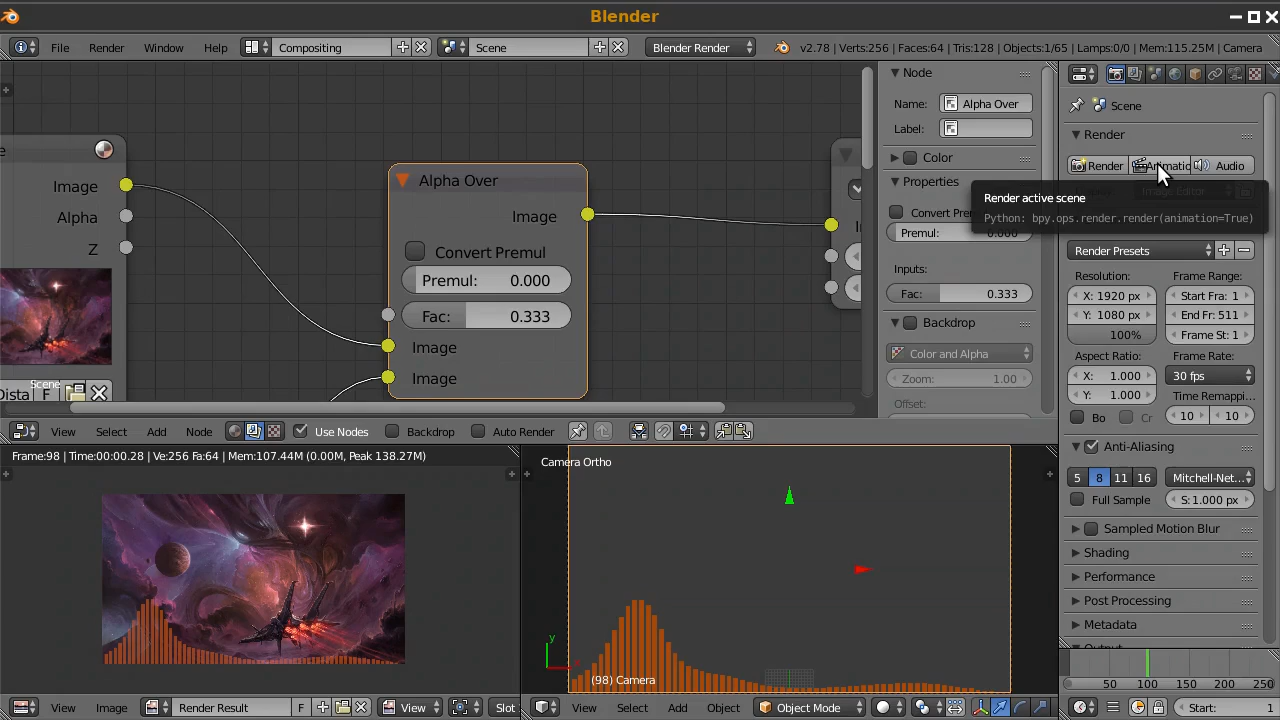 Blender
File Render Window Help Compositing Scene Blender Render v2.78 | Verts:256 | Faces:64 | Tris:128 | Objects:1/65 | Lamps:0/0 | Mem:115.25M | Camera
e
Image
Alpha
Z
Scene
Dista F
Alpha Over
Image
Convert Premul
Premul: 0.000
Fac: 0.333
Image
Image
Node
Name: Alpha Over
Label:
Color
Properties
Convert Pre
Premul: 0.000
Inputs:
Fac: 0.333
Backdrop
Color and Alpha
Zoom: 1.00
Offset:
Scene
Render
Render Animatic Audio
Render active scene
Python: bpy.ops.render.render(animation=True)
Render Presets
Resolution: Frame Range:
X: 1920 px Start Fra: 1
Y: 1080 px End Fr: 511
100% Frame St: 1
Aspect Ratio: Frame Rate:
X: 1.000 30 fps
Y: 1.000 Time Remappi...
Bo Cr 10 10
Anti-Aliasing
5 8 11 16 Mitchell-Net...
Full Sample S: 1.000 px
Sampled Motion Blur
Shading
Performance
Post Processing
Metadata
View Select Add Node Use Nodes Backdrop Auto Render
Frame:98 | Time:00:00.28 | Ve:256 Fa:64 | Mem:107.44M (0.00M, Peak 138.27M)
Camera Ortho
y
(98) Camera
50 100 150 200 250
View Image Render Result F View Slot
View Select Add Object Object Mode
Start: 1